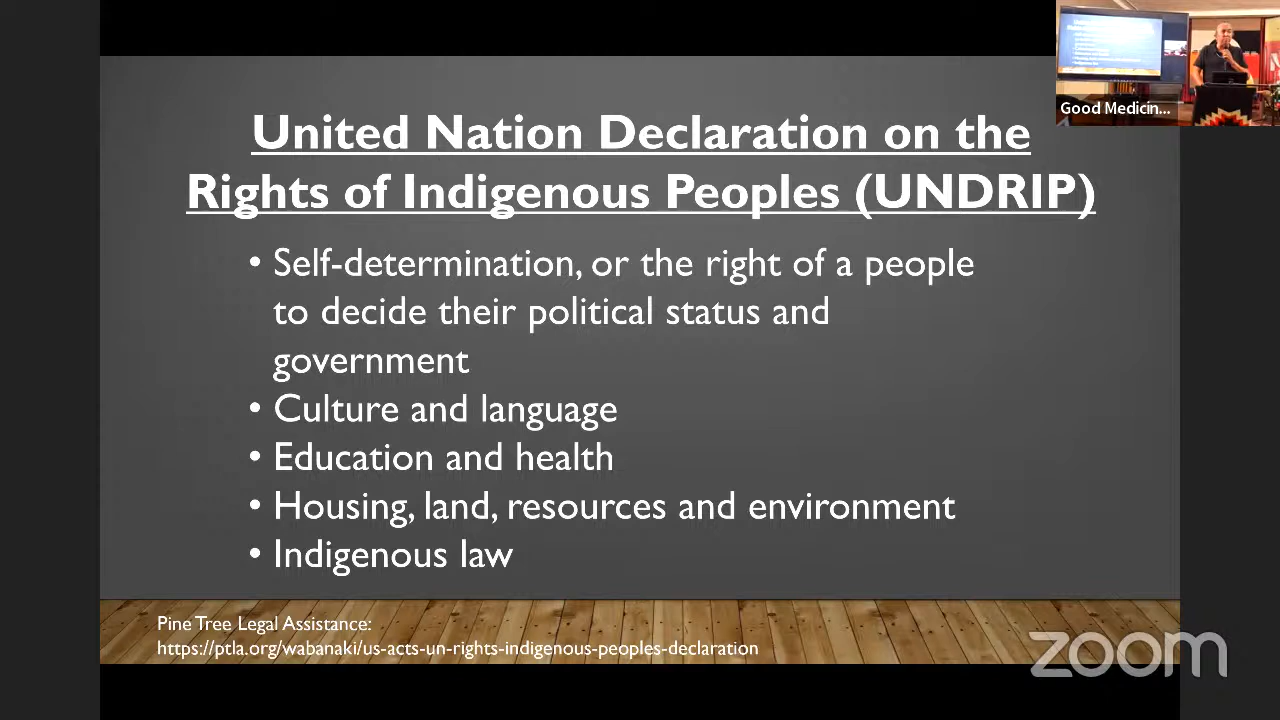 United Nation Declaration on the
Rights of Indigenous Peoples (UNDRIP)
• Self-determination, or the right of a people
to decide their political status and
government
• Culture and language
• Education and health
• Housing, land, resources and environment
• Indigenous law
Pine Tree Legal Assistance:
https://ptla.org/wabanaki/us-acts-un-rights-indigenous-peoples-declaration
Good Medicin...
zoom